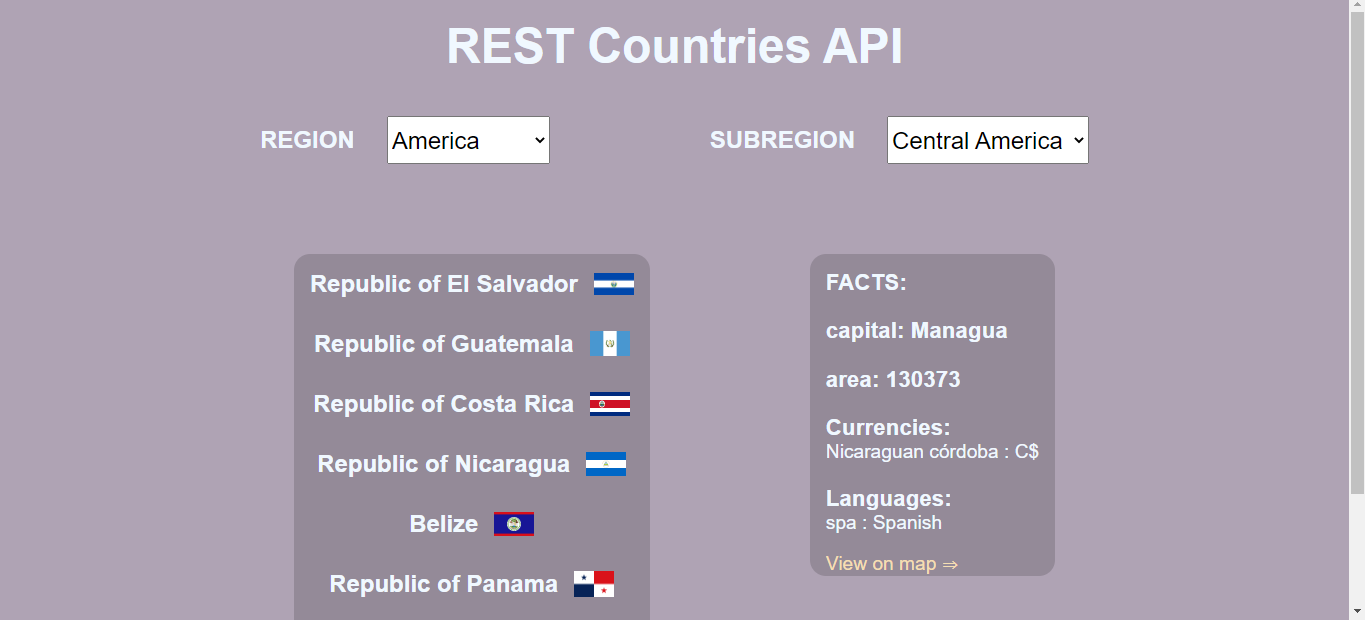 REST Countries API
REGION America SUBREGION Central America
Republic of El Salvador
Republic of Guatemala
Republic of Costa Rica
Republic of Nicaragua
Belize
Republic of Panama
FACTS:
capital: Managua
area: 130373
Currencies:
Nicaraguan córdoba : C$
Languages:
spa : Spanish
View on map ⇒